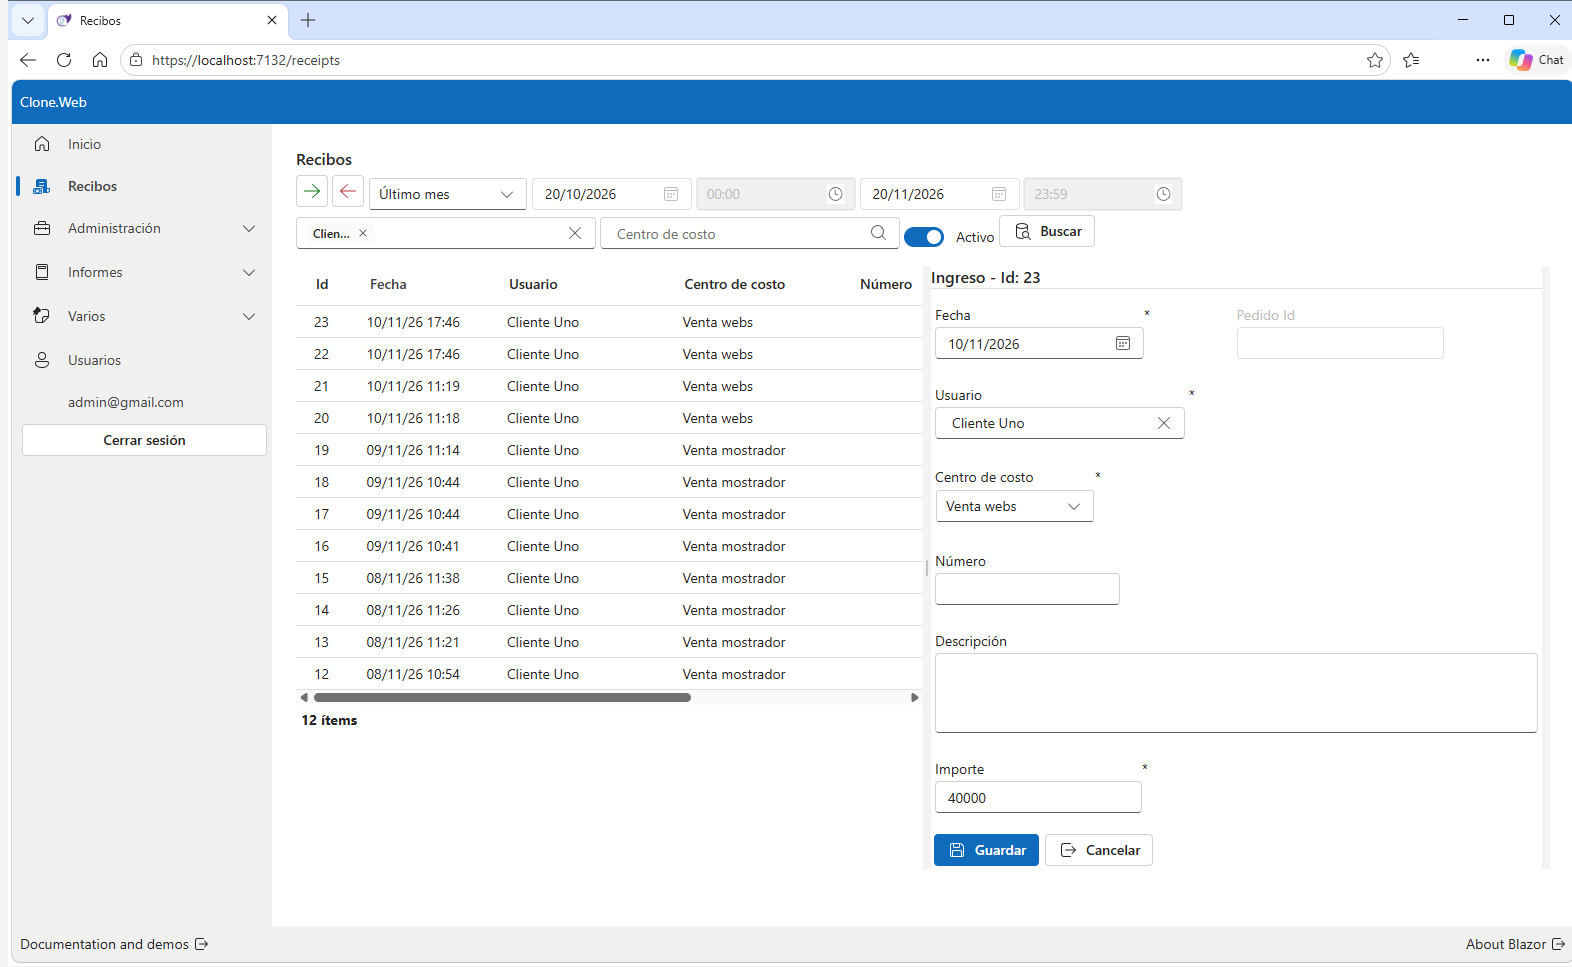 Recibos
https://localhost:7132/receipts
Chat
Clone.Web
Inicio
Recibos
Administración
Informes
Varios
Usuarios
admin@gmail.com
Cerrar sesión
Recibos
Último mes 20/10/2026 00:00 20/11/2026 23:59
Clien... Centro de costo Activo Buscar
Id Fecha Usuario Centro de costo Número
23 10/11/26 17:46 Cliente Uno Venta webs
22 10/11/26 17:46 Cliente Uno Venta webs
21 10/11/26 11:19 Cliente Uno Venta webs
20 10/11/26 11:18 Cliente Uno Venta webs
19 09/11/26 11:14 Cliente Uno Venta mostrador
18 09/11/26 10:44 Cliente Uno Venta mostrador
17 09/11/26 10:44 Cliente Uno Venta mostrador
16 09/11/26 10:41 Cliente Uno Venta mostrador
15 08/11/26 11:38 Cliente Uno Venta mostrador
14 08/11/26 11:26 Cliente Uno Venta mostrador
13 08/11/26 11:21 Cliente Uno Venta mostrador
12 08/11/26 10:54 Cliente Uno Venta mostrador
12 ítems
Ingreso - Id: 23
Fecha * Pedido Id
10/11/2026
Usuario *
Cliente Uno
Centro de costo *
Venta webs
Número
Descripción
Importe *
40000
Guardar Cancelar
Documentation and demos About Blazor